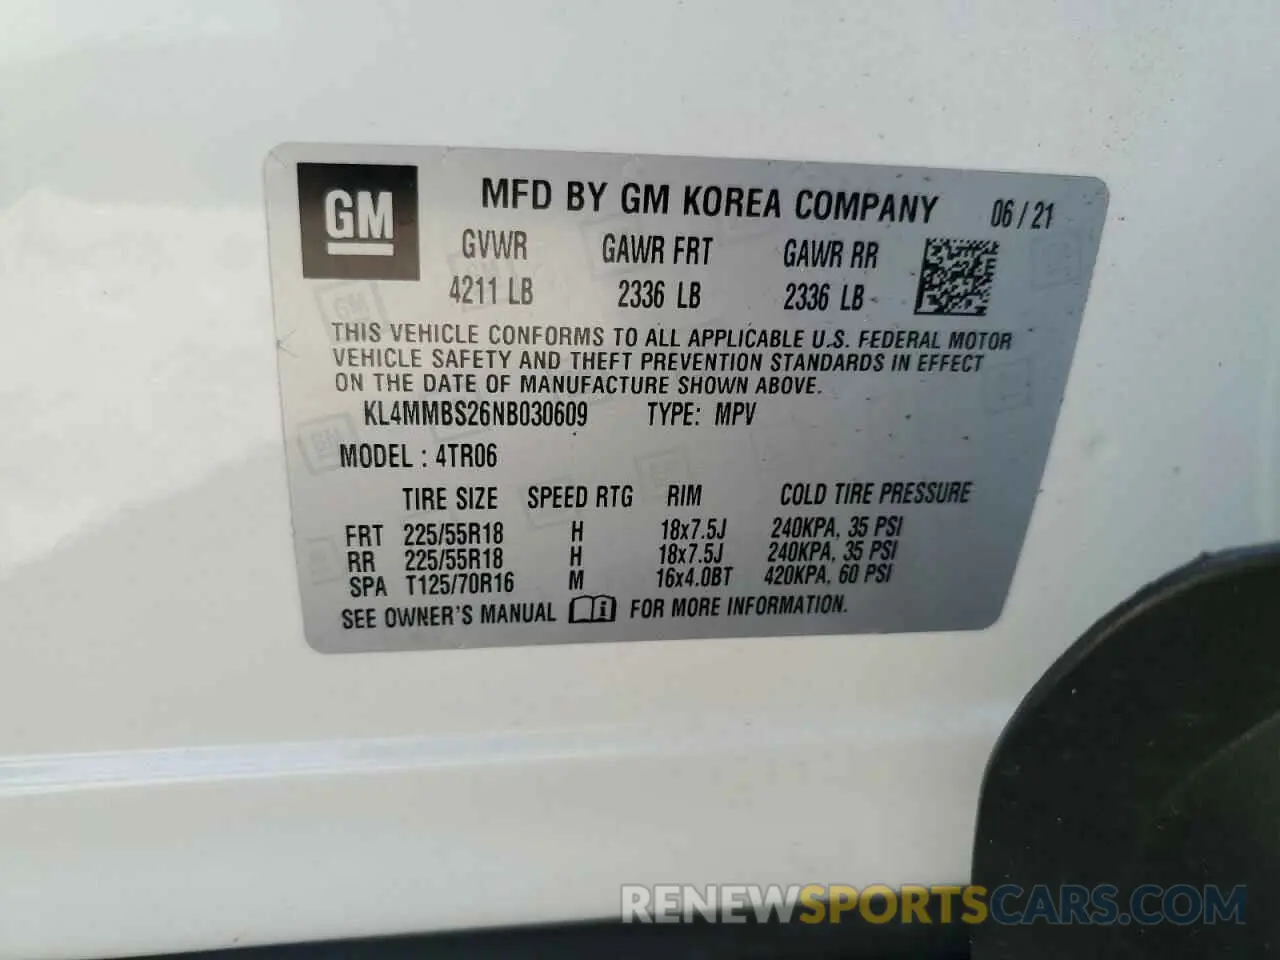 GM
MFD BY GM KOREA COMPANY 06/21
GVWR GAWR FRT GAWR RR
4211 LB 2336 LB 2336 LB
THIS VEHICLE CONFORMS TO ALL APPLICABLE U.S. FEDERAL MOTOR
VEHICLE SAFETY AND THEFT PREVENTION STANDARDS IN EFFECT
ON THE DATE OF MANUFACTURE SHOWN ABOVE.
KL4MMBS26NB030609 TYPE: MPV
MODEL : 4TR06
TIRE SIZE SPEED RTG RIM COLD TIRE PRESSURE
FRT 225/55R18 H 18x7.5J 240KPA, 35 PSI
RR 225/55R18 H 18x7.5J 240KPA, 35 PSI
SPA T125/70R16 M 16x4.0BT 420KPA, 60 PSI
SEE OWNER'S MANUAL FOR MORE INFORMATION.
RENEWSPORTSCARS.COM